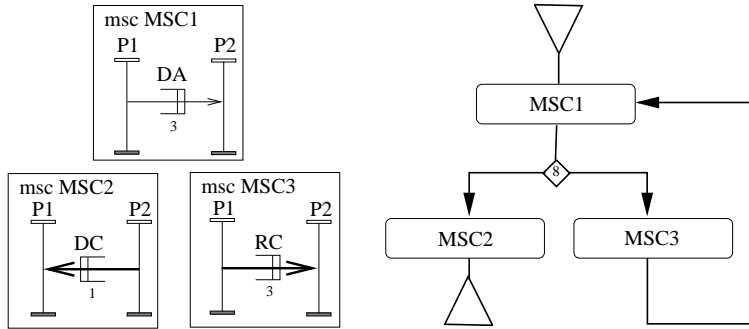 msc MSC1
P1 P2
DA
3
msc MSC2
P1 P2
DC
1
msc MSC3
P1 P2
RC
3
MSC1
8
MSC2
MSC3